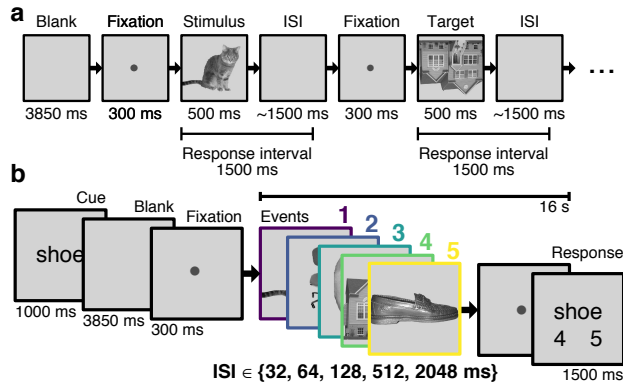 a
Blank Fixation Stimulus ISI Fixation Target ISI
...
3850 ms 300 ms 500 ms ~1500 ms 300 ms 500 ms ~1500 ms
Response interval Response interval
1500 ms 1500 ms
b
16 s
Cue
Blank
Fixation
Events 1
2
3
4
5
Response
shoe
1000 ms
3850 ms
300 ms
shoe
4 5
1500 ms
ISI ∈ {32, 64, 128, 512, 2048 ms}